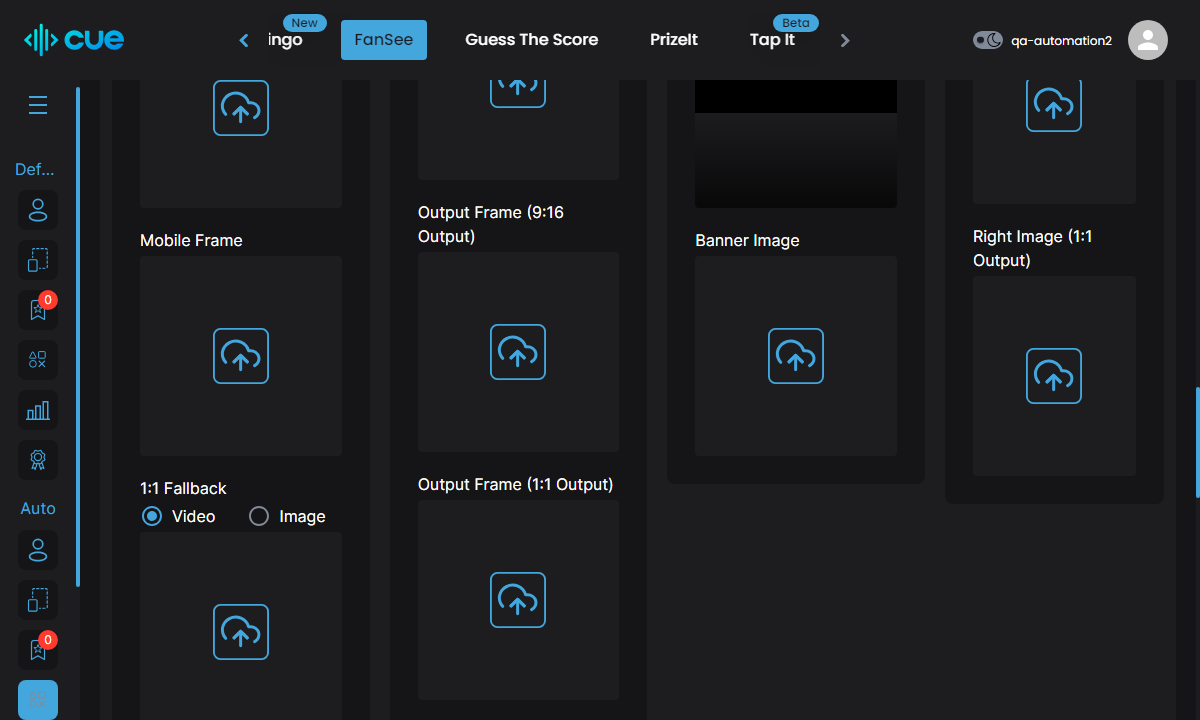 cue
ingo
New
FanSee
Guess The Score
PrizeIt
Tap It
Beta
qa-automation2
Def...
0
Auto
0
Mobile Frame
1:1 Fallback
Video
Image
Output Frame (9:16
Output)
Output Frame (1:1 Output)
Banner Image
Right Image (1:1
Output)